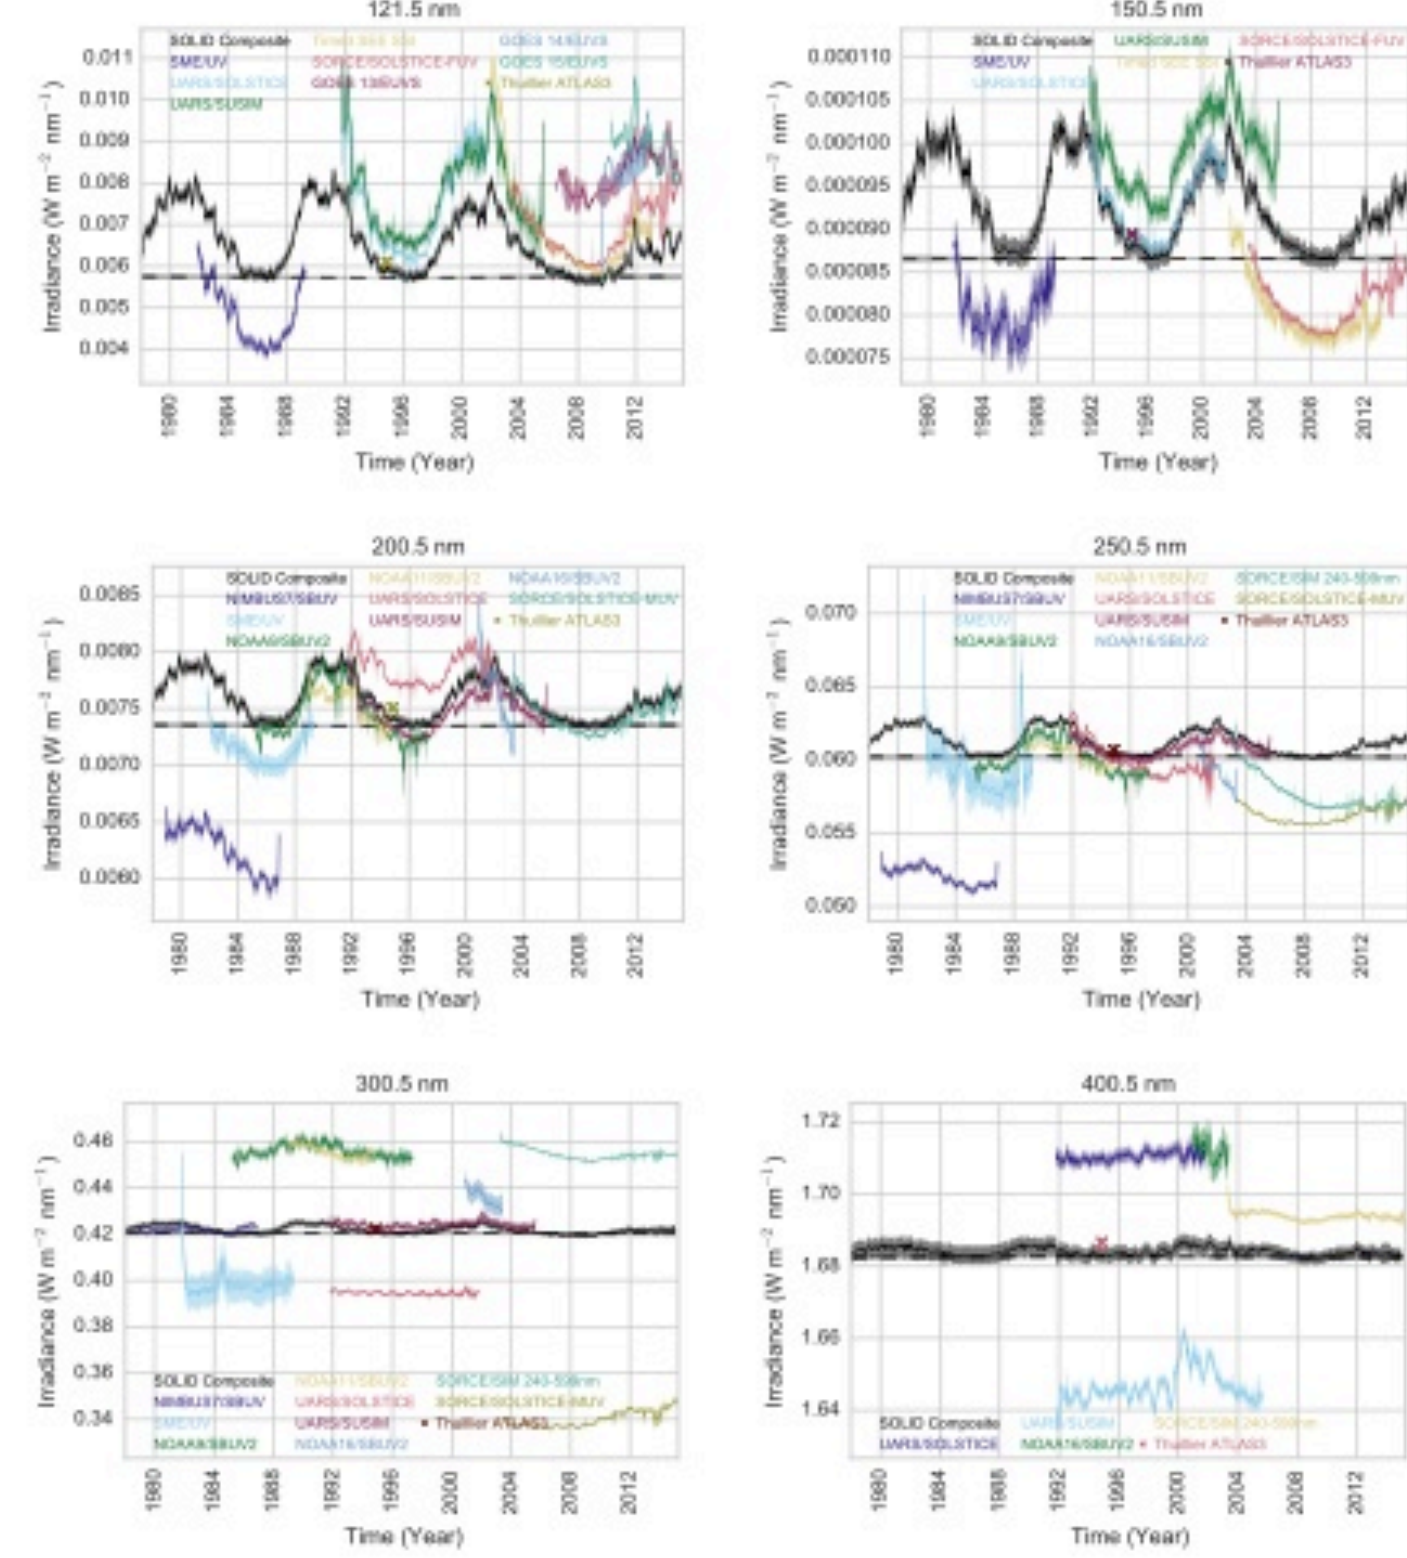 121.5 nm
SOLID Composite Timed SEE SSI GOES 14/EUVS
SME/UV SORCE/SOLSTICE-FUV GOES 15/EUVS
UARS/SOLSTICE GOES 13/EUVS Thuillier ATLAS3
UARS/SUSIM
0.011
0.010
0.009
0.008
0.007
0.006
0.005
0.004
Irradiance (W m⁻² nm⁻¹)
1980 1984 1988 1992 1996 2000 2004 2008 2012
Time (Year)
150.5 nm
SOLID Composite UARS/SUSIM SORCE/SOLSTICE-FUV
SME/UV Timed SEE SSI Thuillier ATLAS3
UARS/SOLSTICE
0.000110
0.000105
0.000100
0.000095
0.000090
0.000085
0.000080
0.000075
Irradiance (W m⁻² nm⁻¹)
1980 1984 1988 1992 1996 2000 2004 2008 2012
Time (Year)
200.5 nm
SOLID Composite NOAA11/SBUV2 NOAA16/SBUV2
NIMBUS7/SBUV UARS/SOLSTICE SORCE/SOLSTICE-MUV
SME/UV UARS/SUSIM Thuillier ATLAS3
NOAA9/SBUV2
0.0085
0.0080
0.0075
0.0070
0.0065
0.0060
Irradiance (W m⁻² nm⁻¹)
1980 1984 1988 1992 1996 2000 2004 2008 2012
Time (Year)
250.5 nm
SOLID Composite NOAA11/SBUV2 SORCE/SIM 240-599nm
NIMBUS7/SBUV UARS/SOLSTICE SORCE/SOLSTICE-MUV
SME/UV UARS/SUSIM Thuillier ATLAS3
NOAA9/SBUV2 NOAA16/SBUV2
0.070
0.065
0.060
0.055
0.050
Irradiance (W m⁻² nm⁻¹)
1980 1984 1988 1992 1996 2000 2004 2008 2012
Time (Year)
300.5 nm
0.46
0.44
0.42
0.40
0.38
0.36
0.34
Irradiance (W m⁻² nm⁻¹)
SOLID Composite NOAA11/SBUV2 SORCE/SIM 240-599nm
NIMBUS7/SBUV UARS/SOLSTICE SORCE/SOLSTICE-MUV
SME/UV UARS/SUSIM Thuillier ATLAS3
NOAA9/SBUV2 NOAA16/SBUV2
1980 1984 1988 1992 1996 2000 2004 2008 2012
Time (Year)
400.5 nm
1.72
1.70
1.68
1.66
1.64
Irradiance (W m⁻² nm⁻¹)
SOLID Composite UARS/SUSIM SORCE/SIM 240-599nm
UARS/SOLSTICE NOAA16/SBUV2 Thuillier ATLAS3
1980 1984 1988 1992 1996 2000 2004 2008 2012
Time (Year)